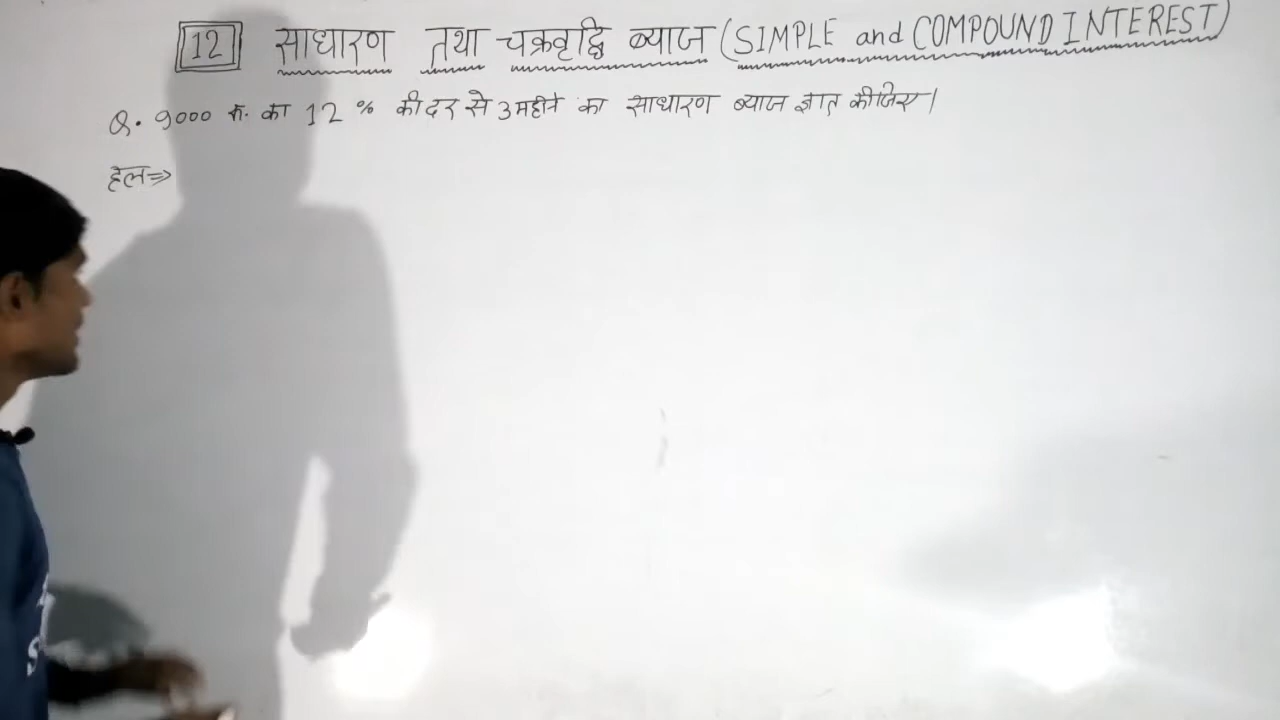 12 साधारण तथा चक्रवृद्धि ब्याज (SIMPLE and COMPOUND INTEREST)
Q. 9000 रु. का 12 % की दर से 3 महीने का साधारण ब्याज ज्ञात कीजिए।
हल⇒